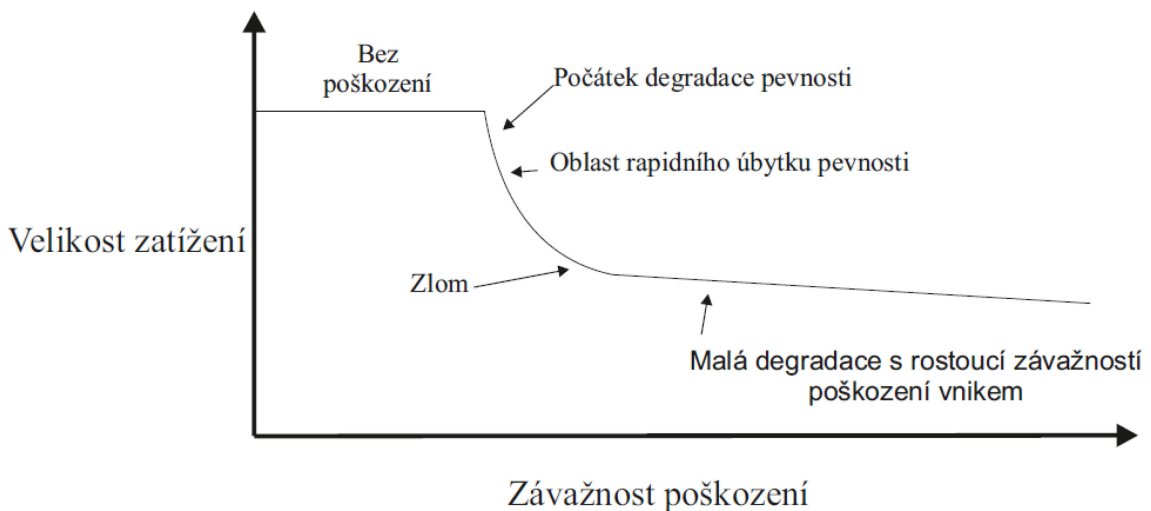 Bez
poškození
Počátek degradace pevnosti
Oblast rapidního úbytku pevnosti
Velikost zatížení
Zlom
Malá degradace s rostoucí závažností
poškození vnikem
Závažnost poškození